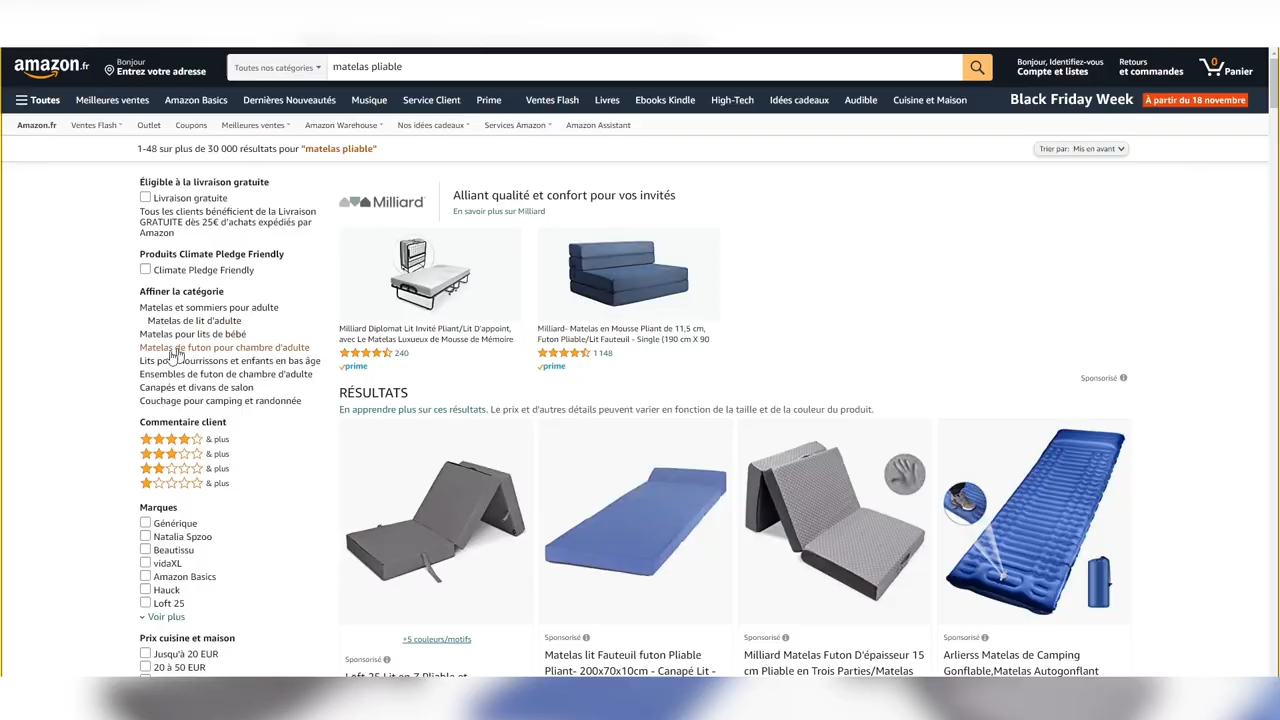 amazon.fr
Bonjour
Entrez votre adresse
Toutes nos catégories
matelas pliable
Bonjour, Identifiez-vous
Compte et listes
Retours
et commandes
0
Panier
Toutes
Meilleures ventes
Amazon Basics
Dernières Nouveautés
Musique
Service Client
Prime
Ventes Flash
Livres
Ebooks Kindle
High-Tech
Idées cadeaux
Audible
Cuisine et Maison
Black Friday Week
À partir du 18 novembre
Amazon.fr
Ventes Flash
Outlet
Coupons
Meilleures ventes
Amazon Warehouse
Nos idées cadeaux
Services Amazon
Amazon Assistant
1-48 sur plus de 30 000 résultats pour "matelas pliable"
Trier par: Mis en avant
Éligible à la livraison gratuite
Livraison gratuite
Tous les clients bénéficient de la Livraison
GRATUITE dès 25€ d'achats expédiés par
Amazon
Produits Climate Pledge Friendly
Climate Pledge Friendly
Affiner la catégorie
Matelas et sommiers pour adulte
Matelas de lit d'adulte
Matelas pour lits de bébé
Matelas de futon pour chambre d'adulte
Lits pour nourrissons et enfants en bas âge
Ensembles de futon de chambre d'adulte
Canapés et divans de salon
Couchage pour camping et randonnée
Commentaire client
& plus
& plus
& plus
& plus
Marques
Générique
Natalia Spzoo
Beautissu
vidaXL
Amazon Basics
Hauck
Loft 25
Voir plus
Prix cuisine et maison
Jusqu'à 20 EUR
20 à 50 EUR
Milliard
Alliant qualité et confort pour vos invités
En savoir plus sur Milliard
Milliard Diplomat Lit Invité Pliant/Lit D'appoint,
avec Le Matelas Luxueux de Mousse de Mémoire
240
prime
Milliard- Matelas en Mousse Pliant de 11,5 cm,
Futon Pliable/Lit Fauteuil - Single (190 cm X 90
1 148
prime
Sponsorisé
RÉSULTATS
En apprendre plus sur ces résultats. Le prix et d'autres détails peuvent varier en fonction de la taille et de la couleur du produit.
+5 couleurs/motifs
Sponsorisé
Loft 25 Lit en Z Pliable et
Sponsorisé
Matelas lit Fauteuil futon Pliable
Pliant- 200x70x10cm - Canapé Lit -
Sponsorisé
Milliard Matelas Futon D'épaisseur 15
cm Pliable en Trois Parties/Matelas
Sponsorisé
Arlierss Matelas de Camping
Gonflable,Matelas Autogonflant